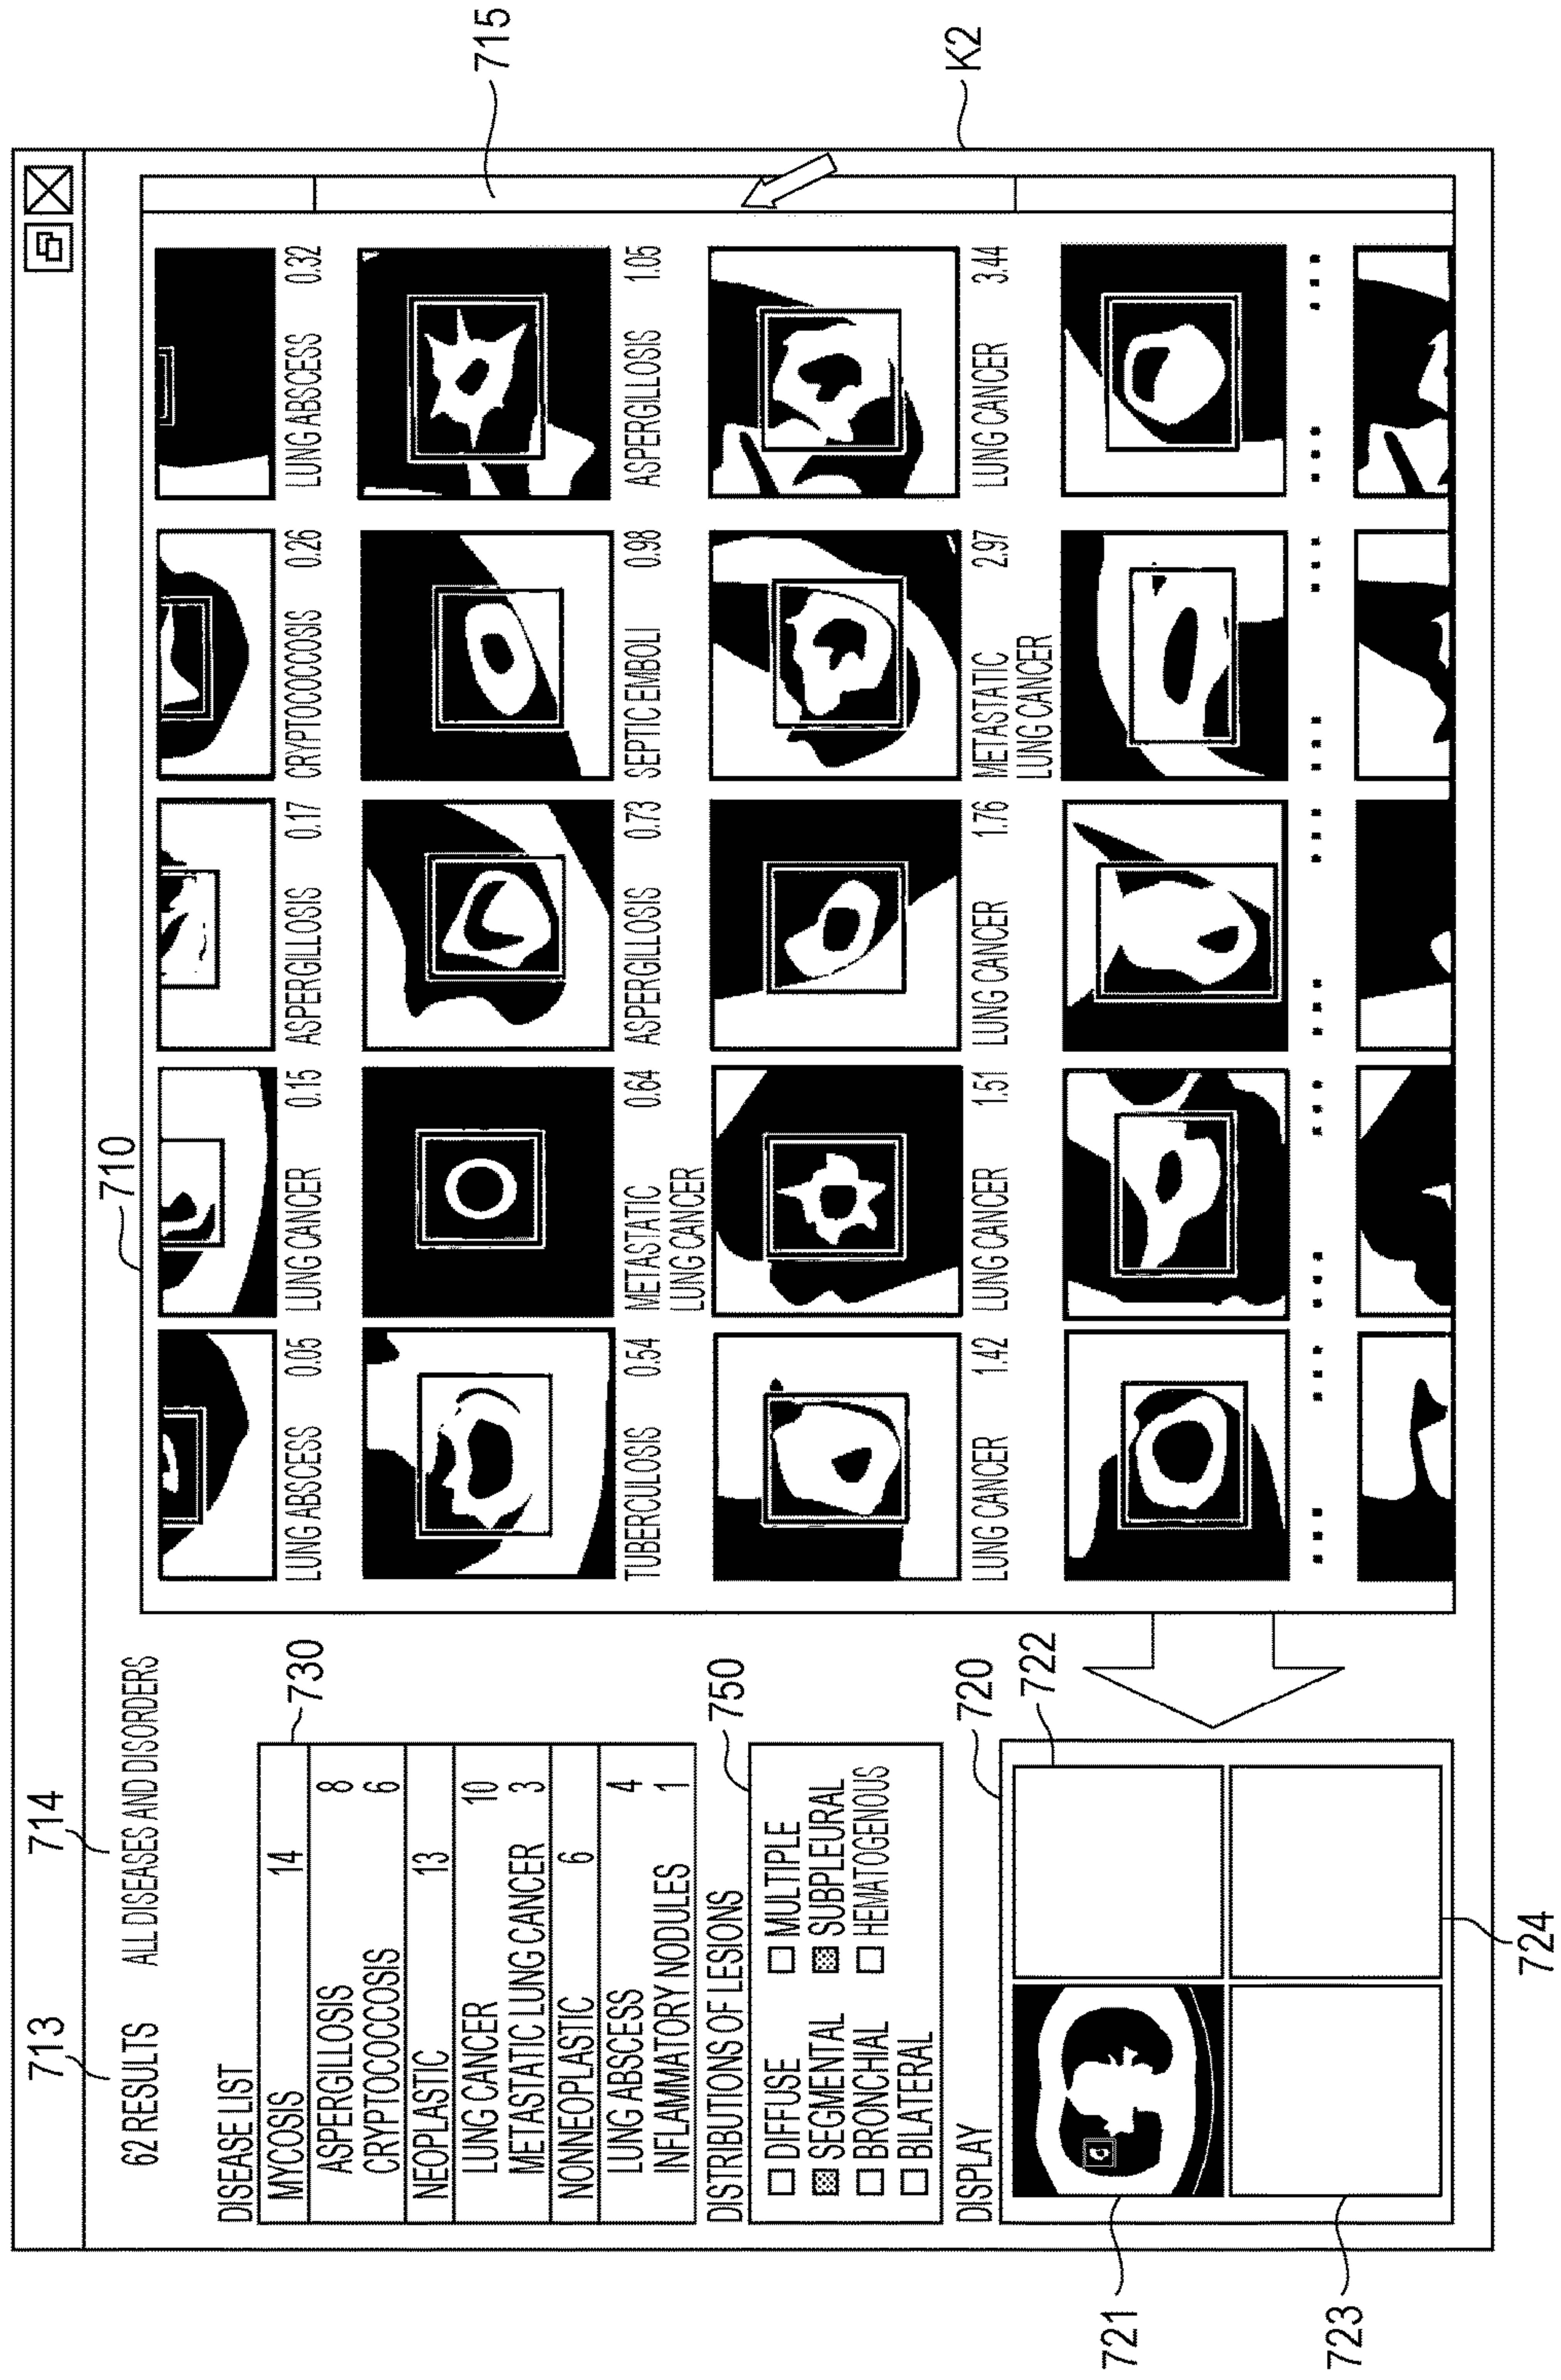 713
714
62 RESULTS
ALL DISEASES AND DISORDERS
710
DISEASE LIST
730
MYCOSIS 14
ASPERGILLOSIS 8
CRYPTOCOCCOSIS 6
NEOPLASTIC 13
LUNG CANCER 10
METASTATIC LUNG CANCER 3
NONNEOPLASTIC 6
LUNG ABSCESS 4
INFLAMMATORY NODULES 1
DISTRIBUTIONS OF LESIONS
750
DIFFUSE MULTIPLE
SEGMENTAL SUBPLEURAL
BRONCHIAL HEMATOGENOUS
BILATERAL
DISPLAY
720
722
721
723
724
LUNG ABSCESS 0.05
LUNG CANCER 0.15
ASPERGILLOSIS 0.17
CRYPTOCOCCOSIS 0.26
LUNG ABSCESS 0.32
TUBERCULOSIS 0.54
METASTATIC 0.64
LUNG CANCER
ASPERGILLOSIS 0.73
SEPTIC EMBOLI 0.98
ASPERGILLOSIS 1.05
LUNG CANCER 1.42
LUNG CANCER 1.51
LUNG CANCER 1.76
METASTATIC 2.97
LUNG CANCER
LUNG CANCER 3.44
715
K2